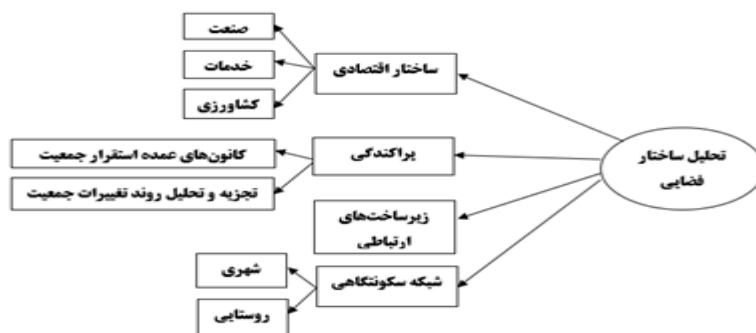 تحلیل ساختار
فضایی
ساختار اقتصادی
صنعت
خدمات
کشاورزی
پراکندگی
کانون‌های عمده استقرار جمعیت
تجزیه و تحلیل روند تغییرات جمعیت
زیرساخت‌های
ارتباطی
شبکه سکونتگاهی
شهری
روستایی